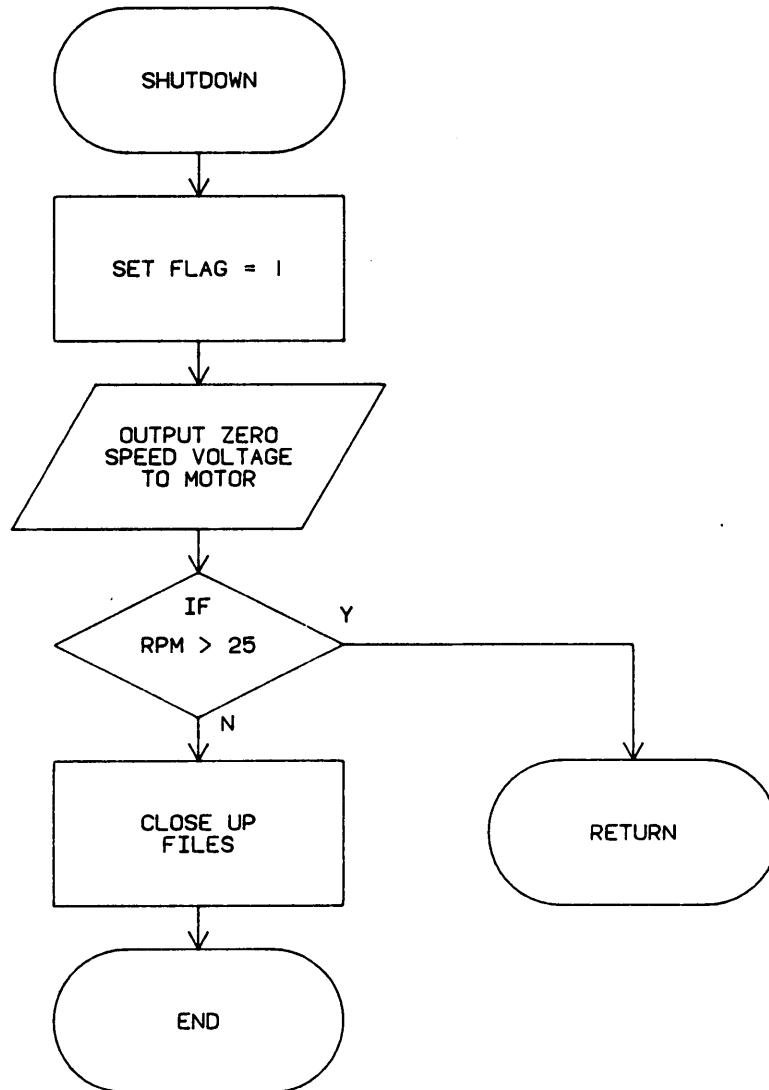 SHUTDOWN
SET FLAG = 1
OUTPUT ZERO
SPEED VOLTAGE
TO MOTOR
IF
RPM > 25
Y
N
CLOSE UP
FILES
RETURN
END